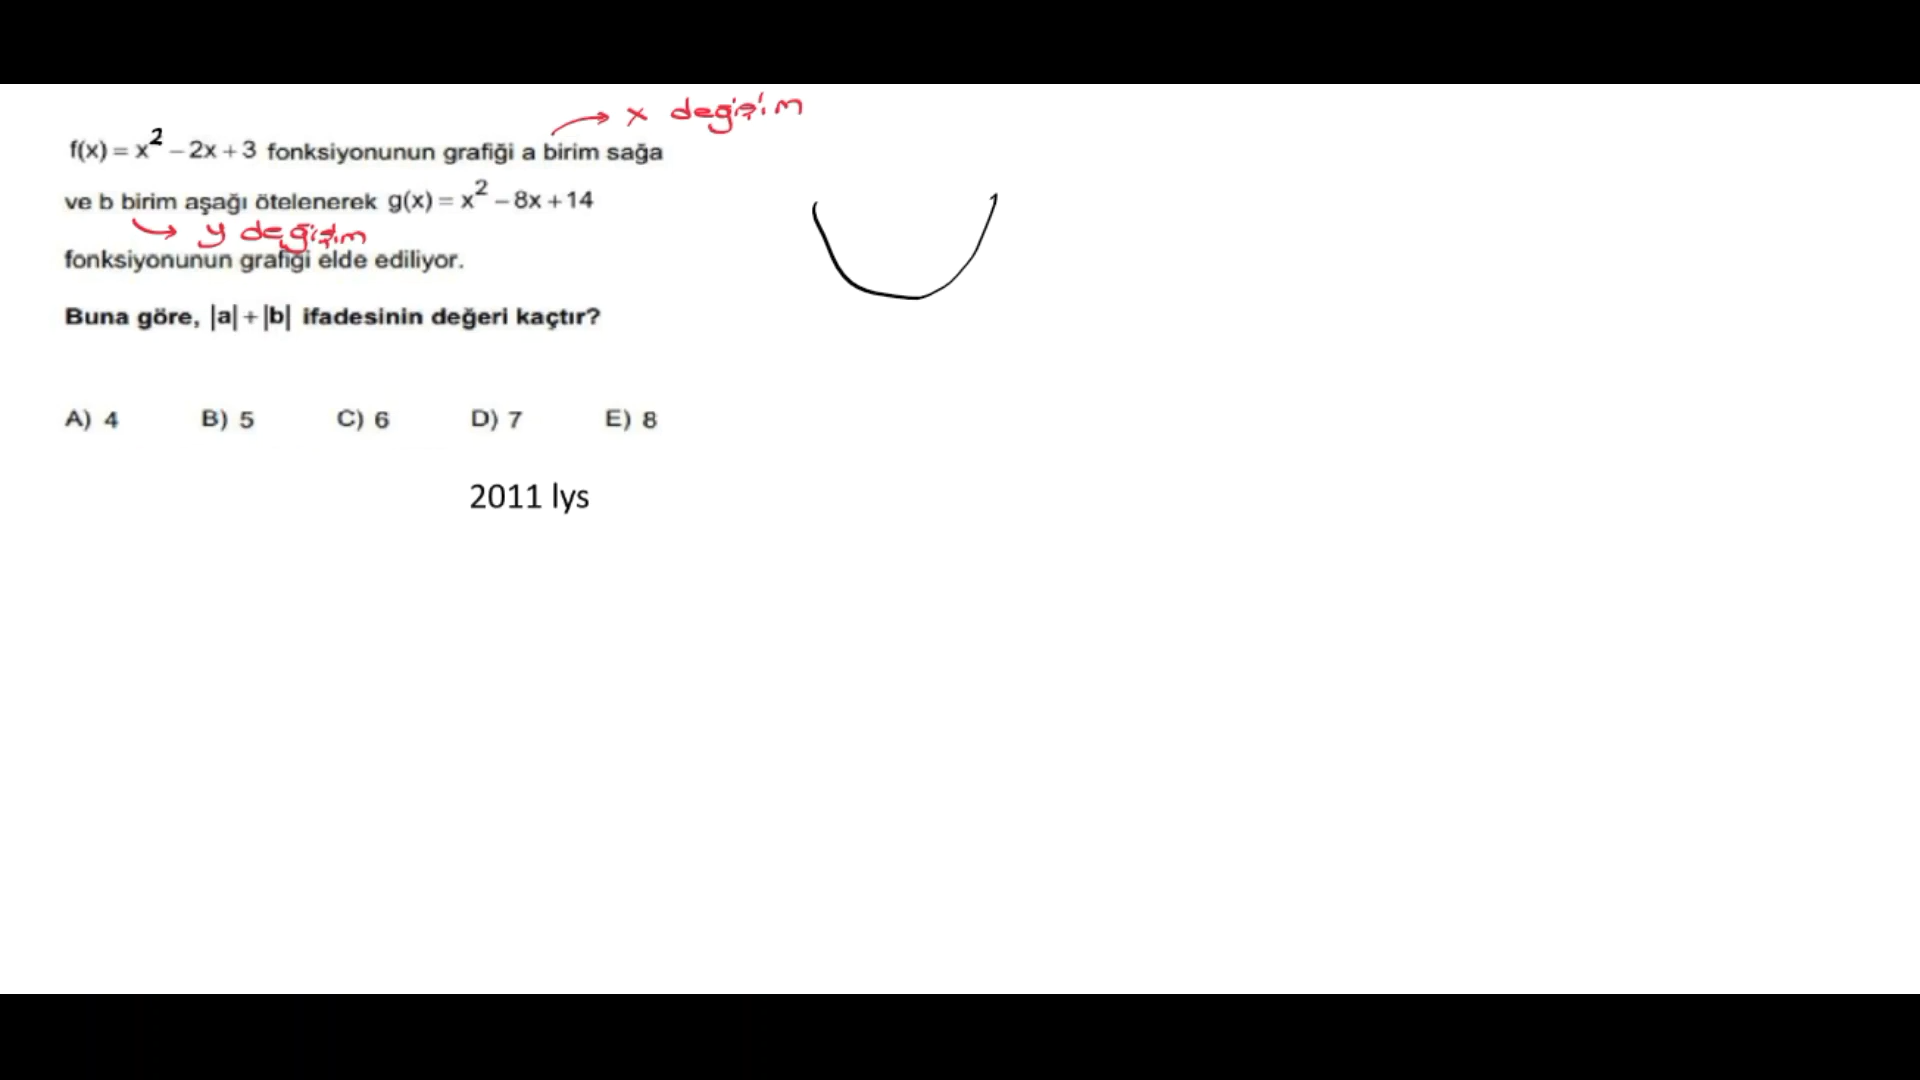 x değişim
f(x) = x² – 2x + 3 fonksiyonunun grafiği a birim sağa
ve b birim aşağı ötelenerek g(x) = x² – 8x + 14
y değişim
fonksiyonunun grafiği elde ediliyor.
Buna göre, |a| + |b| ifadesinin değeri kaçtır?
A) 4 B) 5 C) 6 D) 7 E) 8
2011 lys